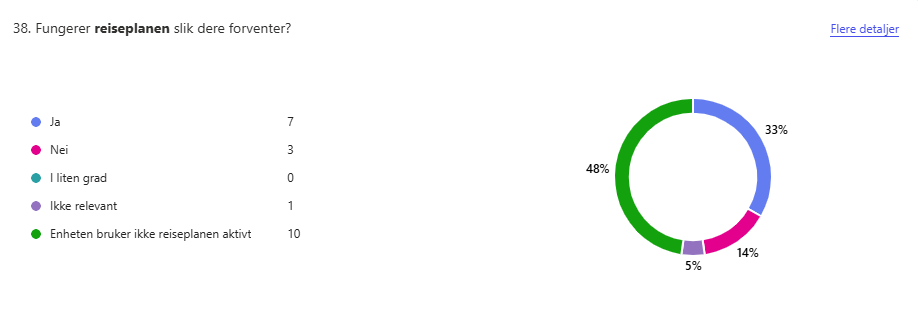 38. Fungerer reiseplanen slik dere forventer?
Flere detaljer
Ja 7
Nei 3
I liten grad 0
Ikke relevant 1
Enheten bruker ikke reiseplanen aktivt 10
33%
48%
14%
5%